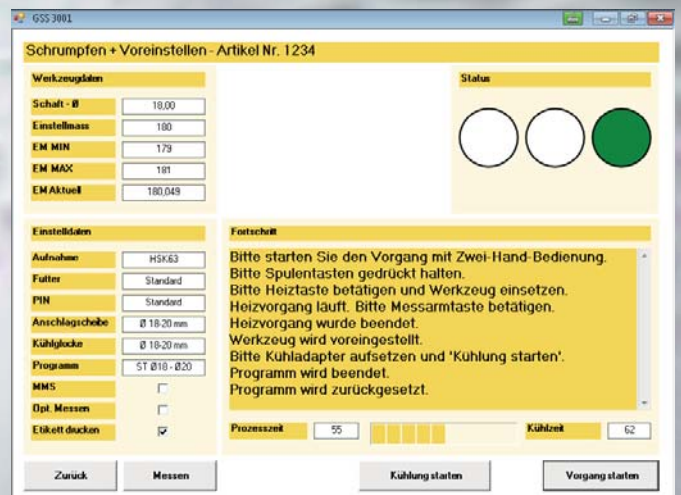 GSS 3001
Schrumpfen + Voreinstellen - Artikel Nr. 1234
Werkzeugdaten
Schaft - Ø 18,00
Einstellmass 180
EM MIN 179
EM MAX 181
EM Aktuell 180,049
Status
Einstelldaten
Aufnahme HSK63
Futter Standard
PIN Standard
Anschlagscheibe Ø 18-20 mm
Kühlglocke Ø 18-20 mm
Programm ST Ø18 - Ø20
MMS
Opt. Messen
Etikett drucken
Fortschritt
Bitte starten Sie den Vorgang mit Zwei-Hand-Bedienung.
Bitte Spulentasten gedrückt halten.
Bitte Heiztaste betätigen und Werkzeug einsetzen.
Heizvorgang läuft. Bitte Messarmtaste betätigen.
Heizvorgang wurde beendet.
Werkzeug wird voreingestellt.
Bitte Kühladapter aufsetzen und 'Kühlung starten'.
Programm wird beendet.
Programm wird zurückgesetzt.
Prozesszeit 55 Kühlzeit 62
Zurück Messen Kühlung starten Vorgang starten